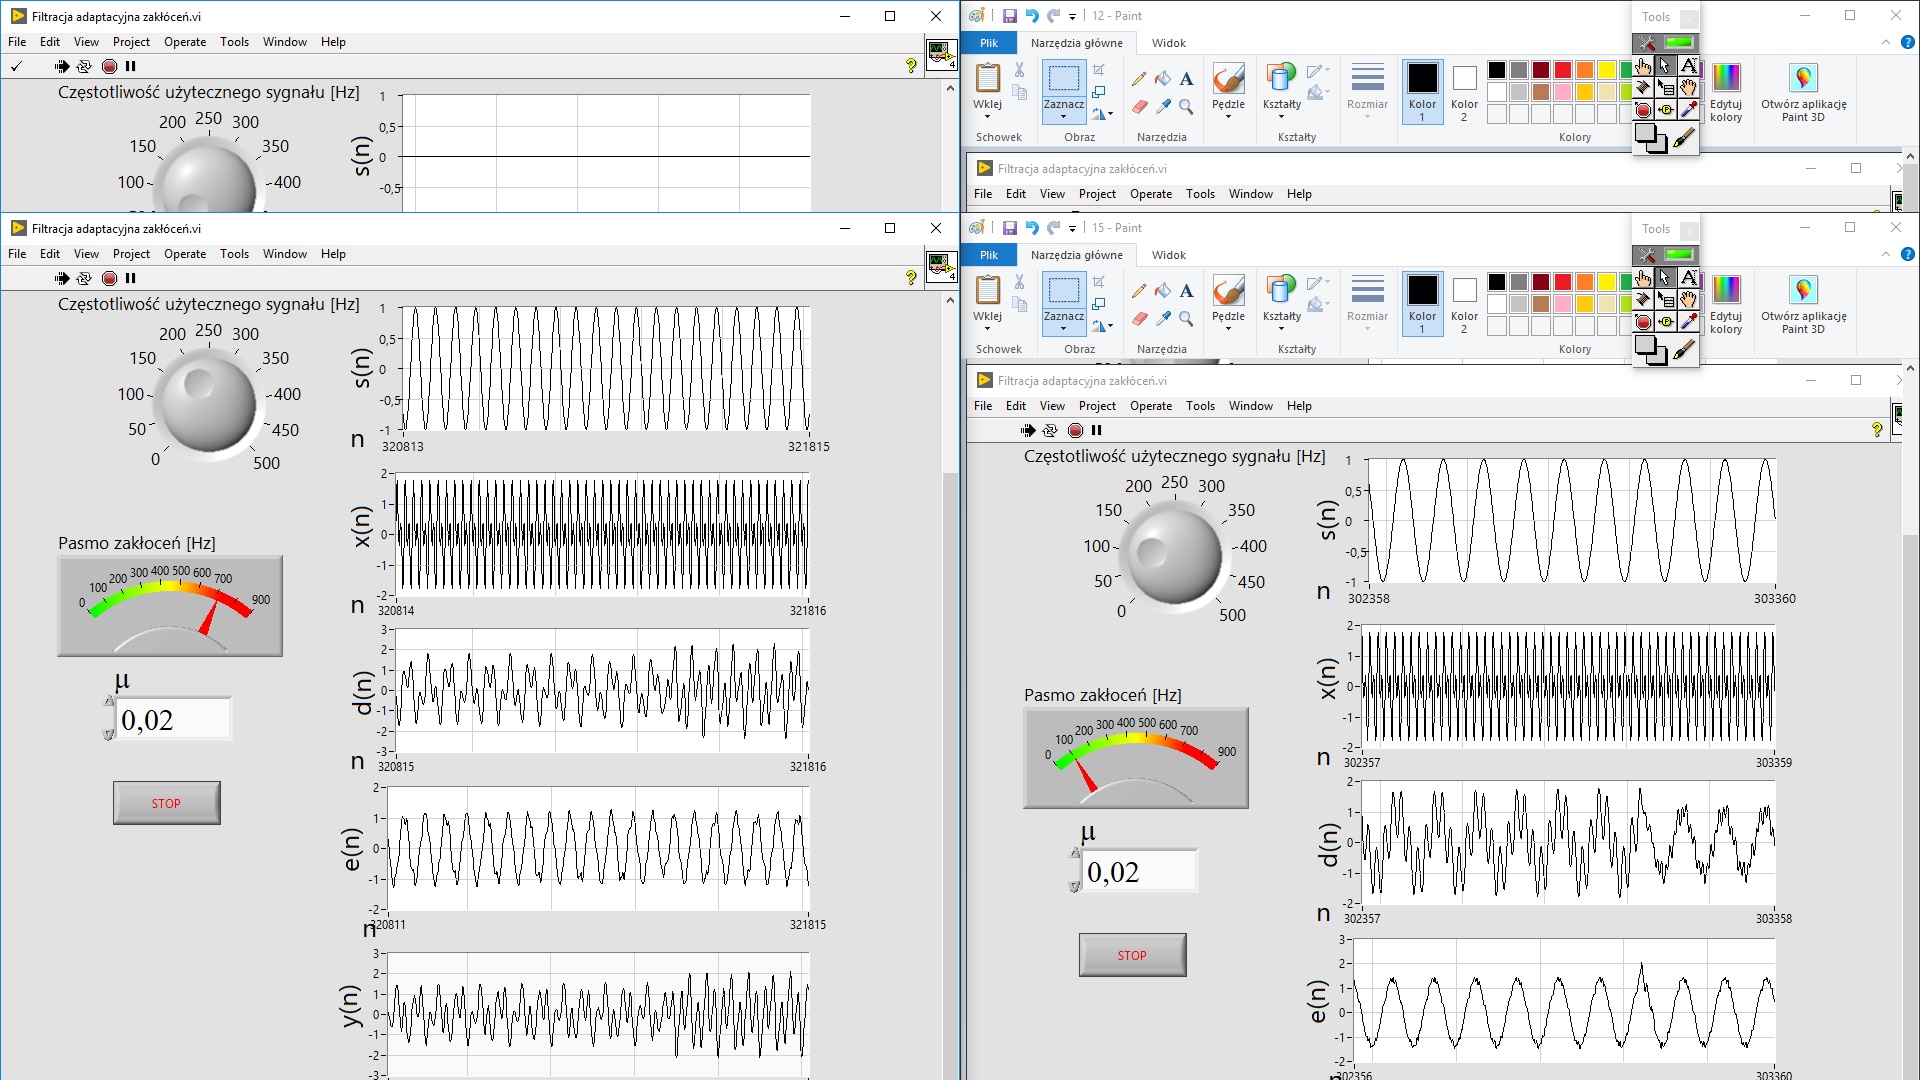 Filtracja adaptacyjna zakłóceń.vi
File Edit View Project Operate Tools Window Help
4
Częstotliwość użytecznego sygnału [Hz]
200 250 300
150 350
100 400
s(n)
1
0,5
0
-0,5
12 - Paint
Tools
Plik Narzędzia główne Widok
Wklej Zaznacz Pędzle Kształty Rozmiar Kolor 1 Kolor 2 Edytuj kolory Otwórz aplikację Paint 3D
Schowek Obraz Narzędzia Kształty Kolory
Filtracja adaptacyjna zakłóceń.vi
File Edit View Project Operate Tools Window Help
Filtracja adaptacyjna zakłóceń.vi
File Edit View Project Operate Tools Window Help
4
Częstotliwość użytecznego sygnału [Hz]
200 250 300
150 350
100 400
50 450
0 500
s(n)
1
0,5
0
-0,5
-1
n
320813 321815
x(n)
2
1
0
-1
-2
n
320814 321816
Pasmo zakłoceń [Hz]
0 100 200 300 400 500 600 700 900
μ
0,02
STOP
d(n)
3
2
1
0
-1
-2
-3
n
320815 321816
e(n)
2
1
0
-1
-2
n
320811 321815
y(n)
3
2
1
0
-1
-2
-3
15 - Paint
Tools
Plik Narzędzia główne Widok
Wklej Zaznacz Pędzle Kształty Rozmiar Kolor 1 Kolor 2 Edytuj kolory Otwórz aplikację Paint 3D
Schowek Obraz Narzędzia Kształty Kolory
Filtracja adaptacyjna zakłóceń.vi
File Edit View Project Operate Tools Window Help
Częstotliwość użytecznego sygnału [Hz]
200 250 300
150 350
100 400
50 450
0 500
s(n)
1
0,5
0
-0,5
-1
n
302358 303360
x(n)
2
1
0
-1
-2
n
302357 303359
Pasmo zakłoceń [Hz]
0 100 200 300 400 500 600 700 900
μ
0,02
STOP
d(n)
2
1
0
-1
-2
n
302357 303358
e(n)
3
2
1
0
-1
-2
n
302356 303360